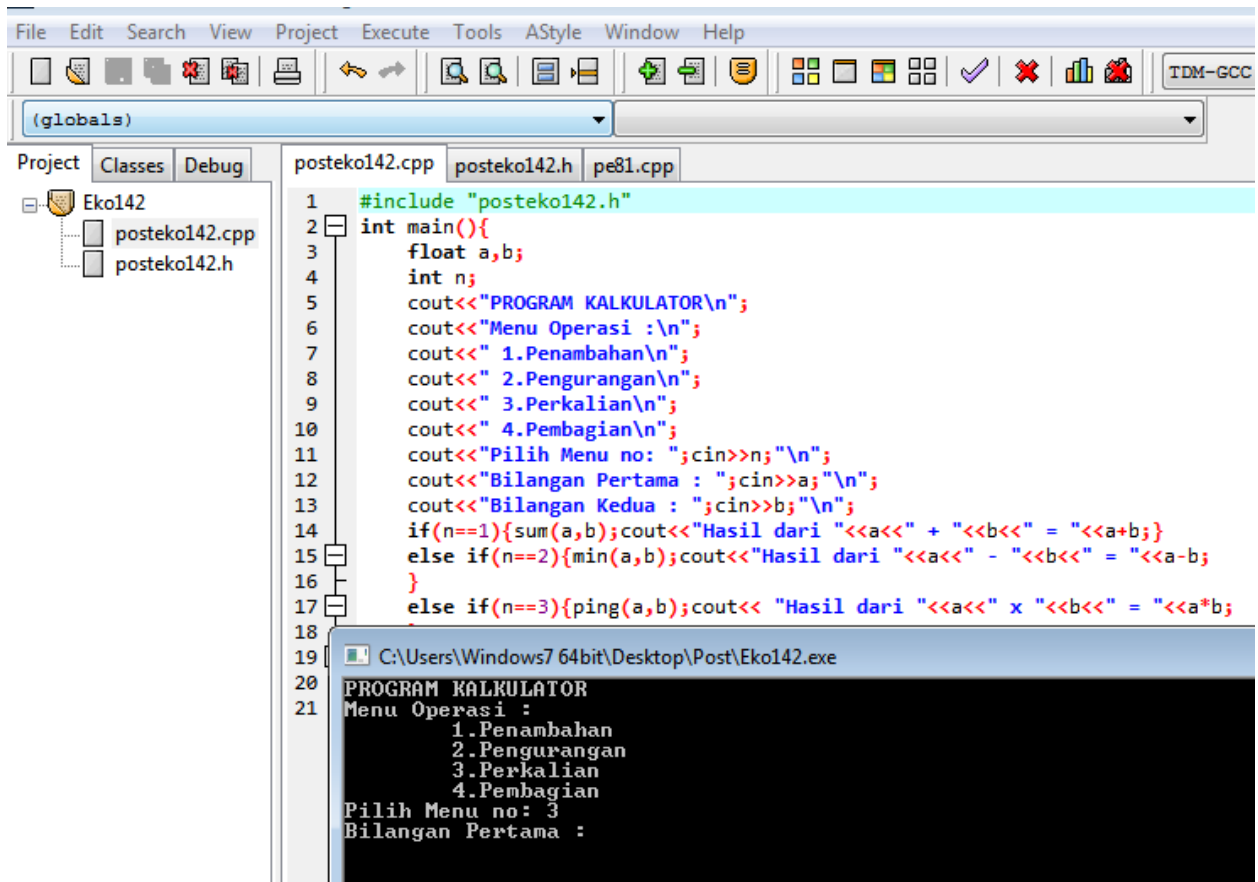 File Edit Search View Project Execute Tools AStyle Window Help
TDM-GCC
(globals)
Project Classes Debug
posteko142.cpp posteko142.h pe81.cpp
Eko142
posteko142.cpp
posteko142.h
1 #include "posteko142.h"
2 int main(){
3 float a,b;
4 int n;
5 cout<<"PROGRAM KALKULATOR\n";
6 cout<<"Menu Operasi :\n";
7 cout<<" 1.Penambahan\n";
8 cout<<" 2.Pengurangan\n";
9 cout<<" 3.Perkalian\n";
10 cout<<" 4.Pembagian\n";
11 cout<<"Pilih Menu no: ";cin>>n;"\n";
12 cout<<"Bilangan Pertama : ";cin>>a;"\n";
13 cout<<"Bilangan Kedua : ";cin>>b;"\n";
14 if(n==1){sum(a,b);cout<<"Hasil dari "<<a<<" + "<<b<<" = "<<a+b;}
15 else if(n==2){min(a,b);cout<<"Hasil dari "<<a<<" - "<<b<<" = "<<a-b;
16 }
17 else if(n==3){ping(a,b);cout<< "Hasil dari "<<a<<" x "<<b<<" = "<<a*b;
18
19
20
21
C:\Users\Windows7 64bit\Desktop\Post\Eko142.exe
PROGRAM KALKULATOR
Menu Operasi :
1.Penambahan
2.Pengurangan
3.Perkalian
4.Pembagian
Pilih Menu no: 3
Bilangan Pertama :